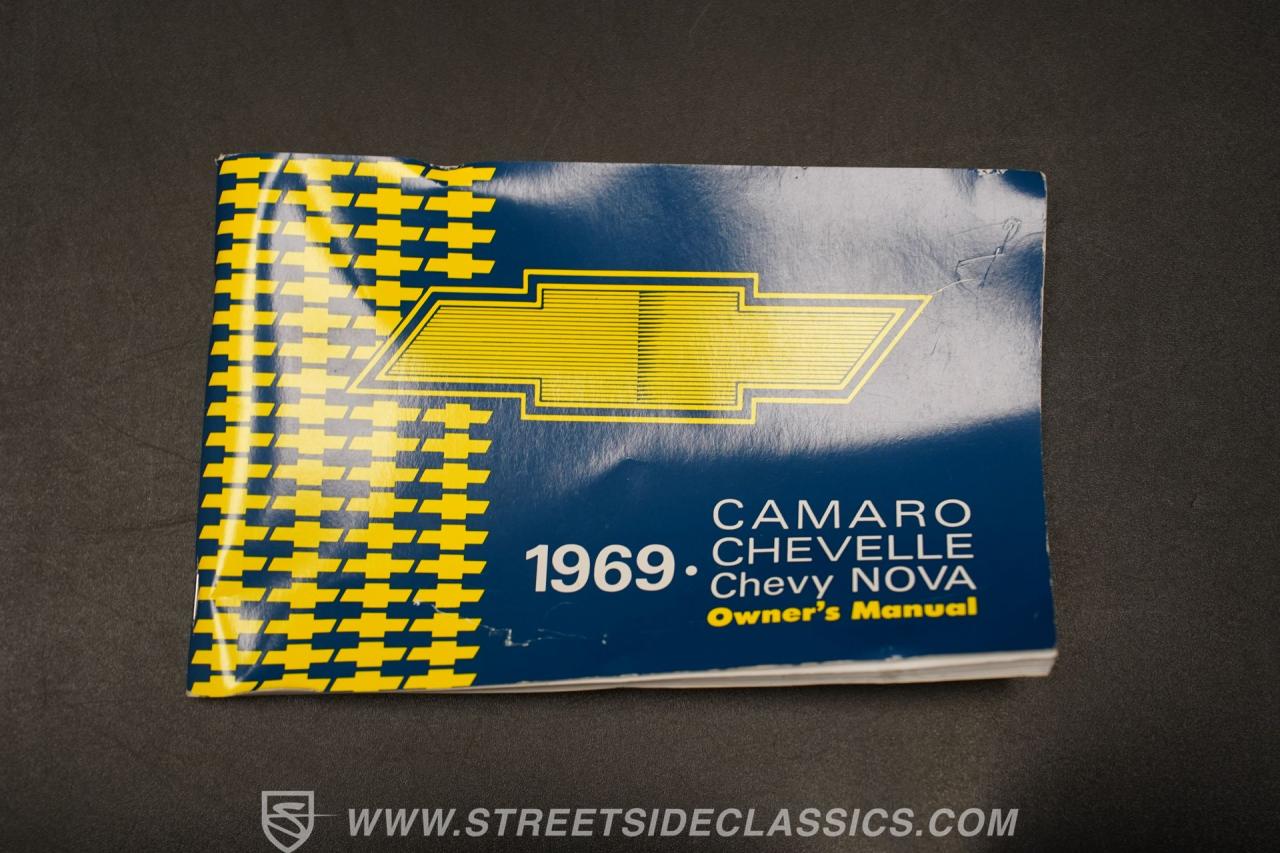 CAMARO
1969 · CHEVELLE
Chevy NOVA
Owner's Manual
WWW.STREETSIDECLASSICS.COM